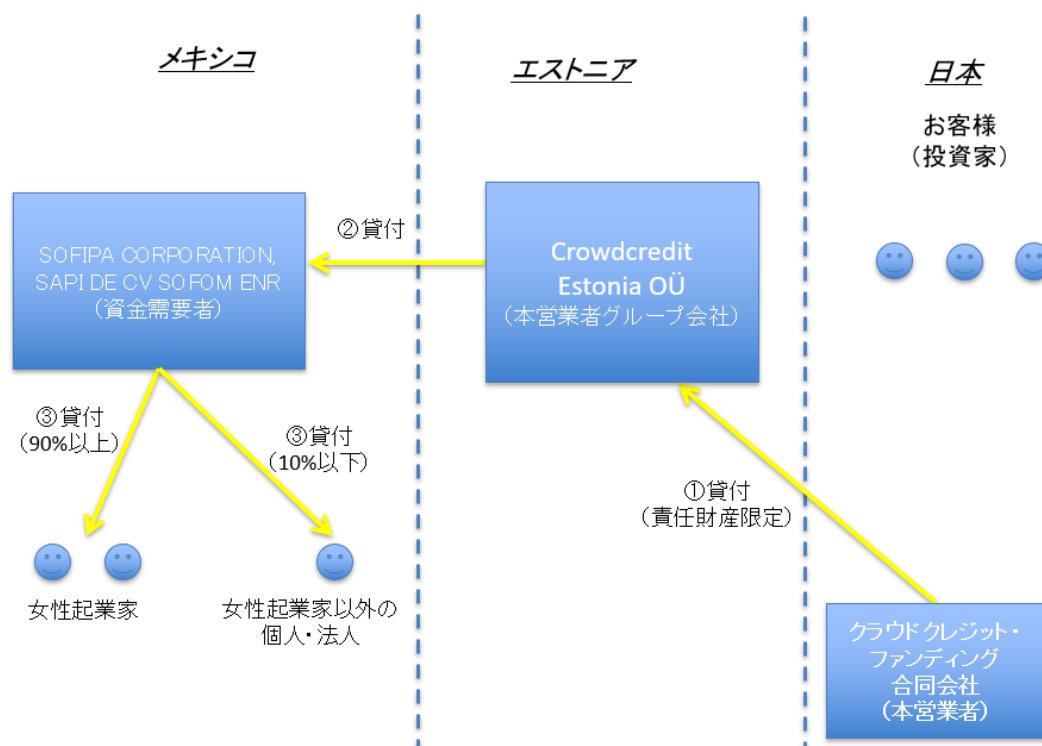 メキシコ
エストニア
日本
お客様
（投資家）
②貸付
SOFIPA CORPORATION,
SAPI DE CV SOFOM ENR
（資金需要者）
Crowdcredit
Estonia OÜ
（本営業者グループ会社）
③貸付
（90%以上）
③貸付
（10%以下）
①貸付
（責任財産限定）
女性起業家
女性起業家以外の
個人・法人
クラウドクレジット・
ファンディング
合同会社
（本営業者）